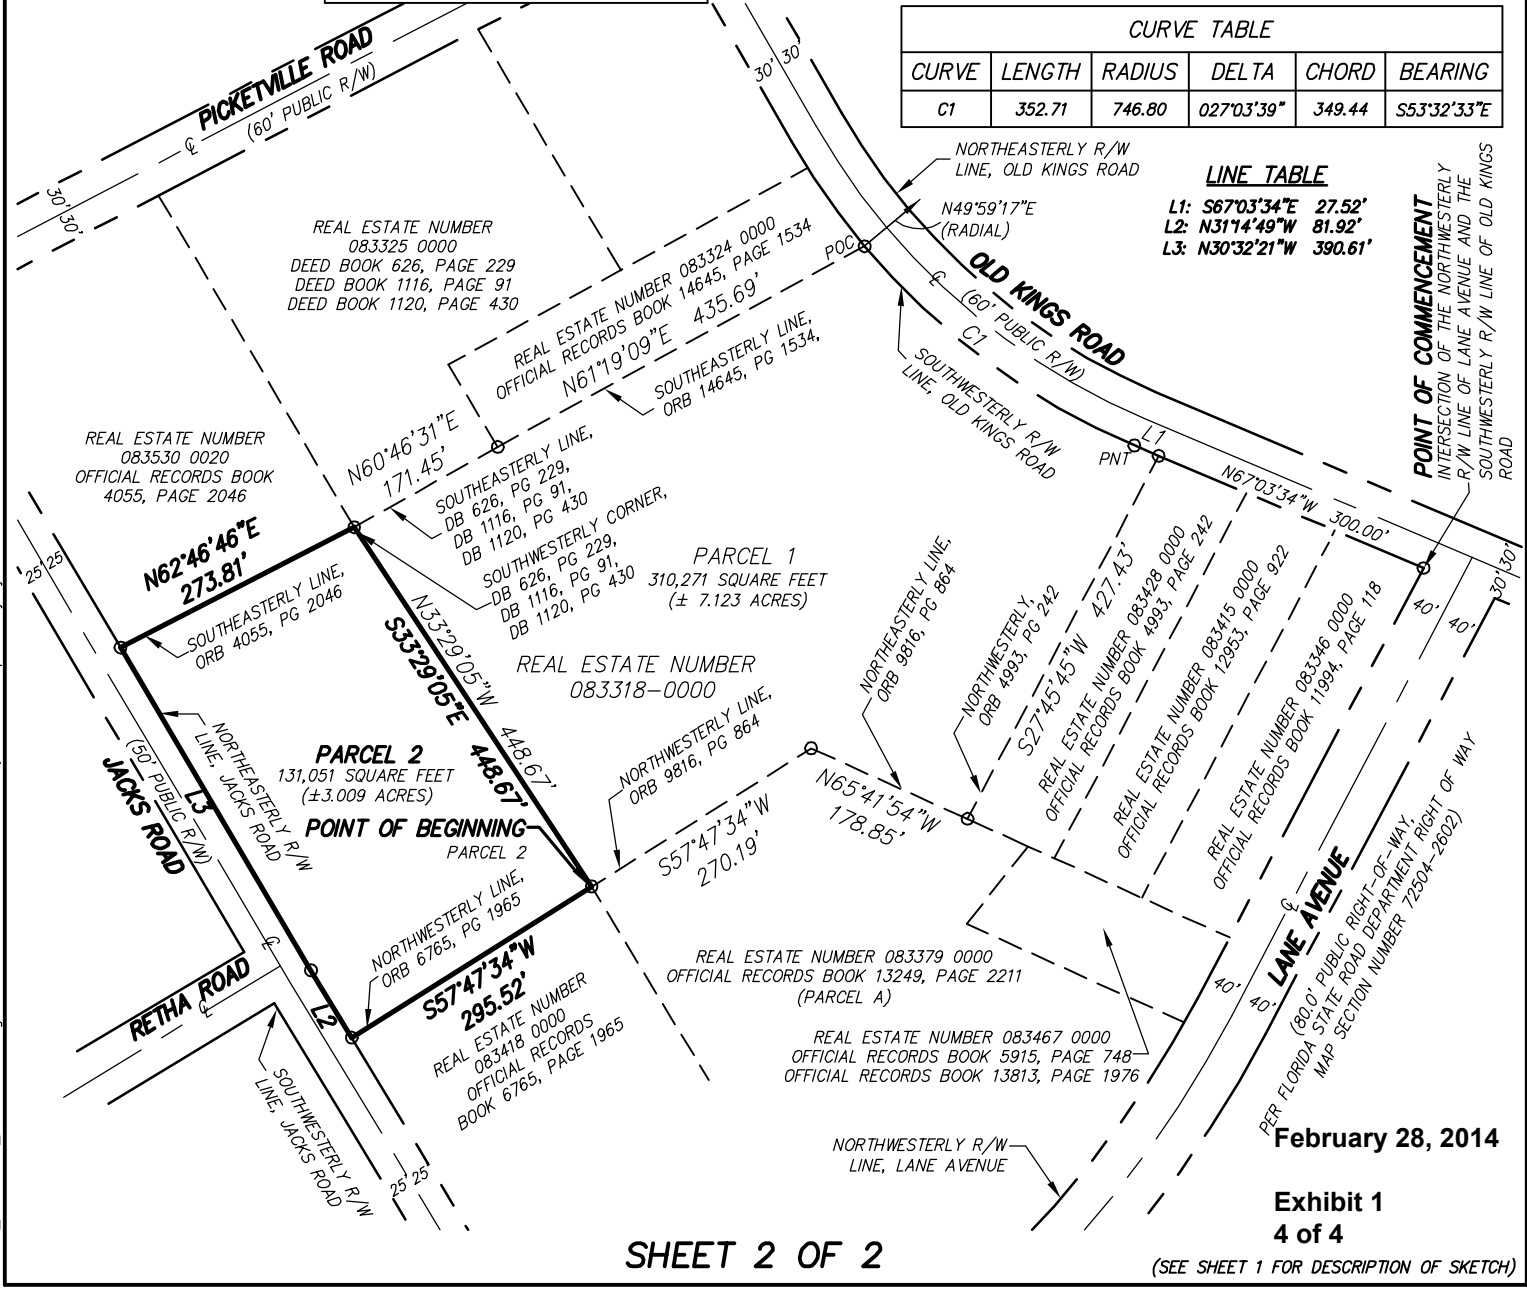 CURVE TABLE
CURVE LENGTH RADIUS DELTA CHORD BEARING
C1 352.71 746.80 027°03'39" 349.44 S53°32'33"E
LINE TABLE
L1: S67°03'34"E 27.52'
L2: N31°14'49"W 81.92'
L3: N30°32'21"W 390.61'
PICKETVILLE ROAD
(60' PUBLIC R/W)
℄
30' 30'
30' 30'
NORTHEASTERLY R/W
LINE, OLD KINGS ROAD
N49°59'17"E
(RADIAL)
POC
OLD KINGS ROAD
℄
(60' PUBLIC R/W)
C1
SOUTHWESTERLY R/W
LINE, OLD KINGS ROAD
POINT OF COMMENCEMENT
INTERSECTION OF THE NORTHWESTERLY
R/W LINE OF LANE AVENUE AND THE
SOUTHWESTERLY R/W LINE OF OLD KINGS
ROAD
REAL ESTATE NUMBER
083325 0000
DEED BOOK 626, PAGE 229
DEED BOOK 1116, PAGE 91
DEED BOOK 1120, PAGE 430
REAL ESTATE NUMBER 083324 0000
OFFICIAL RECORDS BOOK 14645, PAGE 1534
N61°19'09"E 435.69'
SOUTHEASTERLY LINE,
ORB 14645, PG 1534,
REAL ESTATE NUMBER
083530 0020
OFFICIAL RECORDS BOOK
4055, PAGE 2046
N60°46'31"E
171.45'
SOUTHEASTERLY LINE,
DB 626, PG 229,
DB 1116, PG 91,
DB 1120, PG 430
SOUTHWESTERLY CORNER,
DB 626, PG 229,
DB 1116, PG 91,
DB 1120, PG 430
L1
PNT
N67°03'34"W
300.00'
30' 30'
25' 25'
N62°46'46"E
273.81'
SOUTHEASTERLY LINE,
ORB 4055, PG 2046
PARCEL 1
310,271 SQUARE FEET
(± 7.123 ACRES)
REAL ESTATE NUMBER
083318-0000
N33°29'05"W 448.67'
S33°29'05"E 448.67'
NORTHEASTERLY LINE,
ORB 9816, PG 864
NORTHWESTERLY,
ORB 4993, PG 242
S27°45'45"W 427.43'
REAL ESTATE NUMBER 083428 0000
OFFICIAL RECORDS BOOK 4993, PAGE 242
REAL ESTATE NUMBER 083415 0000
OFFICIAL RECORDS BOOK 12953, PAGE 922
REAL ESTATE NUMBER 083346 0000
OFFICIAL RECORDS BOOK 11994, PAGE 118
40' 40'
NORTHEASTERLY R/W
LINE, JACKS ROAD
PARCEL 2
131,051 SQUARE FEET
(±3.009 ACRES)
POINT OF BEGINNING
PARCEL 2
NORTHWESTERLY LINE,
ORB 9816, PG 864
N65°41'54"W
178.85'
S57°47'34"W
270.19'
(50' PUBLIC R/W)
JACKS ROAD
L3
℄
NORTHWESTERLY LINE,
ORB 6765, PG 1965
S57°47'34"W
295.52'
REAL ESTATE NUMBER
083418 0000
OFFICIAL RECORDS
BOOK 6765, PAGE 1965
RETHA ROAD
℄
L2
SOUTHWESTERLY R/W
LINE, JACKS ROAD
25' 25'
REAL ESTATE NUMBER 083379 0000
OFFICIAL RECORDS BOOK 13249, PAGE 2211
(PARCEL A)
REAL ESTATE NUMBER 083467 0000
OFFICIAL RECORDS BOOK 5915, PAGE 748
OFFICIAL RECORDS BOOK 13813, PAGE 1976
LANE AVENUE
℄
40' 40'
(80.0' PUBLIC RIGHT-OF-WAY,
PER FLORIDA STATE ROAD DEPARTMENT RIGHT OF WAY
MAP SECTION NUMBER 72504-2602)
NORTHWESTERLY R/W
LINE, LANE AVENUE
February 28, 2014
Exhibit 1
4 of 4
SHEET 2 OF 2
(SEE SHEET 1 FOR DESCRIPTION OF SKETCH)